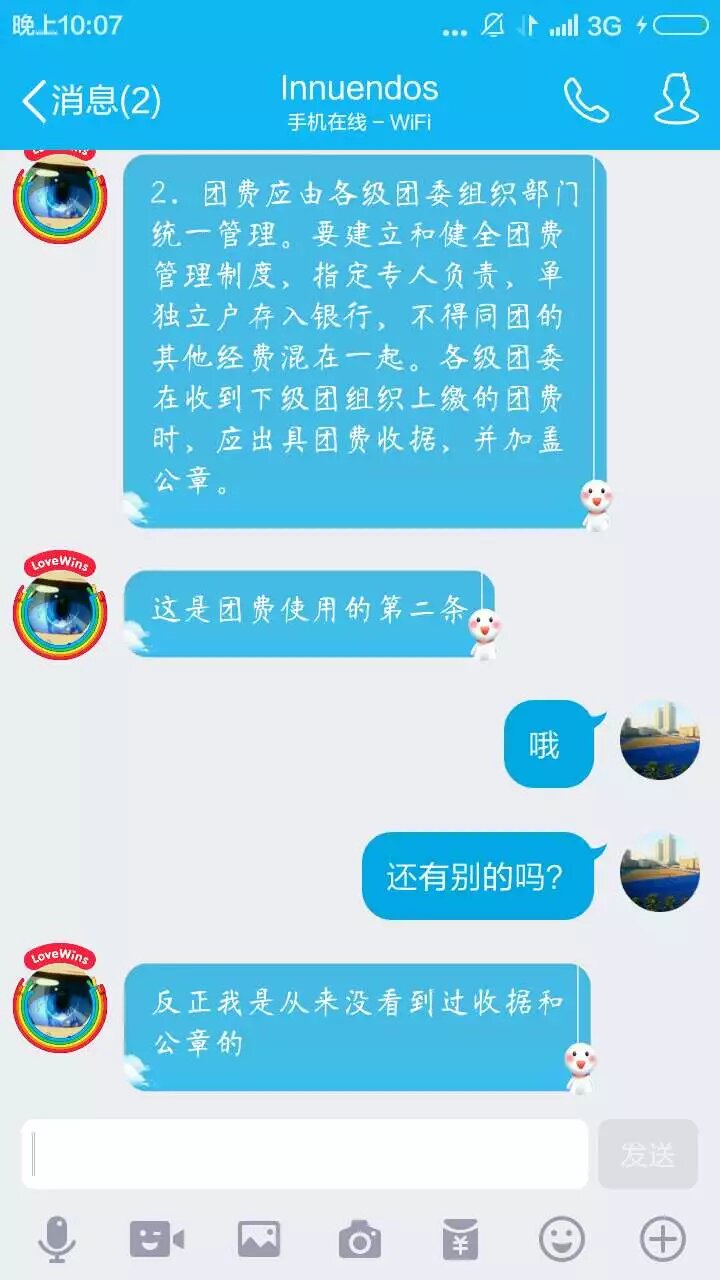 晚上10:07
... 3G
消息(2)
Innuendos
手机在线 – WiFi
2．团费应由各级团委组织部门
统一管理。要建立和健全团费
管理制度，指定专人负责，单
独立户存入银行，不得同团的
其他经费混在一起。各级团委
在收到下级团组织上缴的团费
时，应出具团费收据，并加盖
公章。
LoveWins
这是团费使用的第二条
哦
还有别的吗?
LoveWins
反正我是从来没看到过收据和
公章的
发送